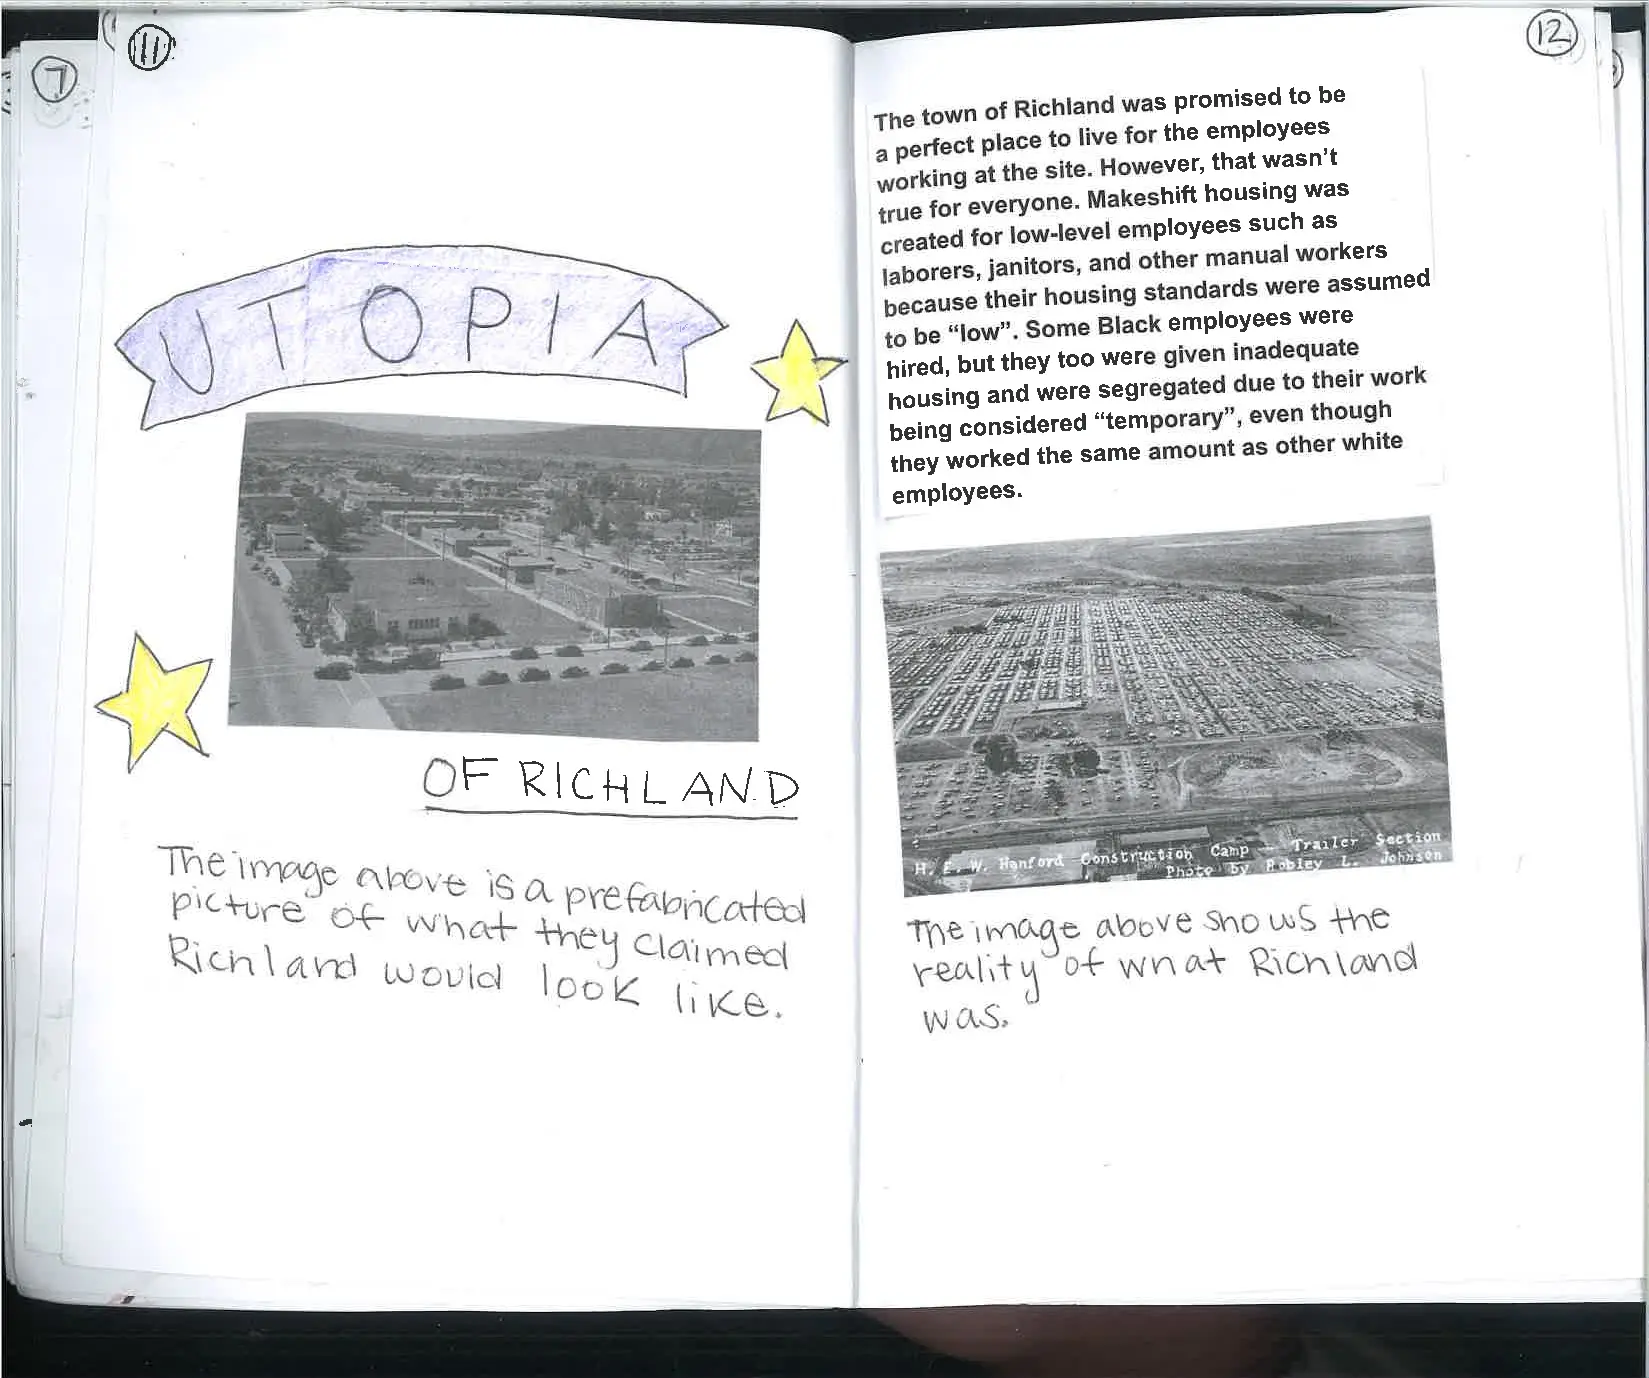 7
11
UTOPIA
OF RICHLAND
The image above is a prefabricated
picture of what they claimed
Richland would look like.
12
The town of Richland was promised to be
a perfect place to live for the employees
working at the site. However, that wasn't
true for everyone. Makeshift housing was
created for low-level employees such as
laborers, janitors, and other manual workers
because their housing standards were assumed
to be “low”. Some Black employees were
hired, but they too were given inadequate
housing and were segregated due to their work
being considered “temporary”, even though
they worked the same amount as other white
employees.
H. E. W. Hanford Construction Camp - Trailer Section
Photo by Robley L. Johnson
The image above shows the
reality of what Richland
was.